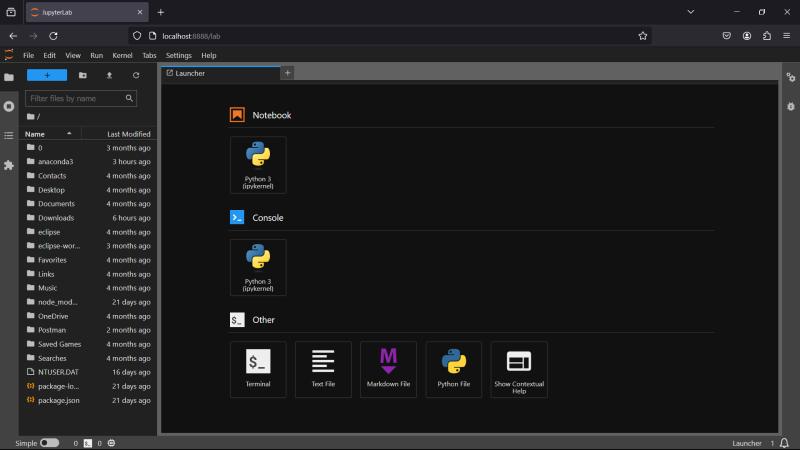 JupyterLab
localhost:8888/lab
File Edit View Run Kernel Tabs Settings Help
Launcher
Filter files by name
/
Name Last Modified
0 3 months ago
anaconda3 3 hours ago
Contacts 4 months ago
Desktop 4 months ago
Documents 4 months ago
Downloads 6 hours ago
eclipse 4 months ago
eclipse-wor... 3 months ago
Favorites 4 months ago
Links 4 months ago
Music 4 months ago
node_mod... 21 days ago
OneDrive 4 months ago
Postman 2 months ago
Saved Games 4 months ago
Searches 4 months ago
NTUSER.DAT 16 days ago
package-lo... 21 days ago
package.json 21 days ago
Notebook
Python 3
(ipykernel)
Console
Python 3
(ipykernel)
$_ Other
$_
Terminal
Text File
M
Markdown File
Python File
Show Contextual
Help
Simple 0 $_ 0 Launcher 1